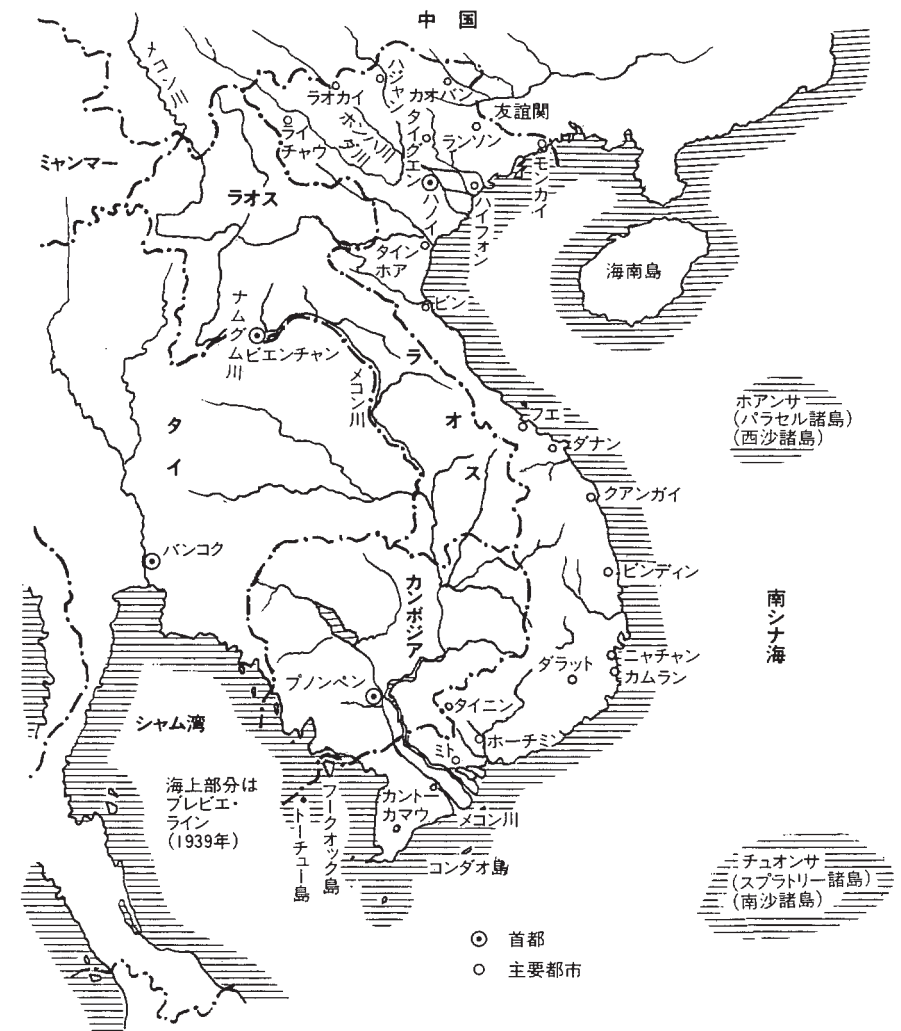 中国
メコン川
ハジャン
ラオカイ
カオバン
友誼関
ライチャウ
ホン川
ダ川
タイグエン
ランソン
モンカイ
ミャンマー
ラオス
ハノイ
ハイフォン
タインホア
海南島
ビン
ナムグム川
ビエンチャン
メコン川
ラオス
タイ
ホアンサ
(パラセル諸島)
(西沙諸島)
フエ
ダナン
クアンガイ
バンコク
カンボジア
ビンディン
南シナ海
ニャチャン
カムラン
ダラット
プノンペン
タイニン
シャム湾
ホーチミン
ミト
海上部分は
ブレビエ・
ライン
(1939年)
カントー
カマウ
メコン川
フークオック島
トーチュー島
コンダオ島
チュオンサ
(スプラトリー諸島)
(南沙諸島)
首都
主要都市